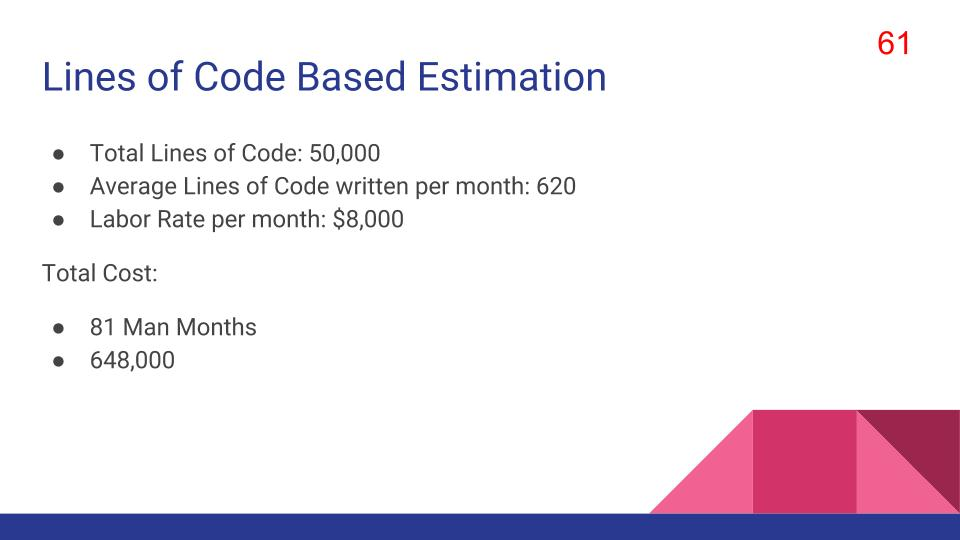 61
Lines of Code Based Estimation
● Total Lines of Code: 50,000
● Average Lines of Code written per month: 620
● Labor Rate per month: $8,000
Total Cost:
● 81 Man Months
● 648,000